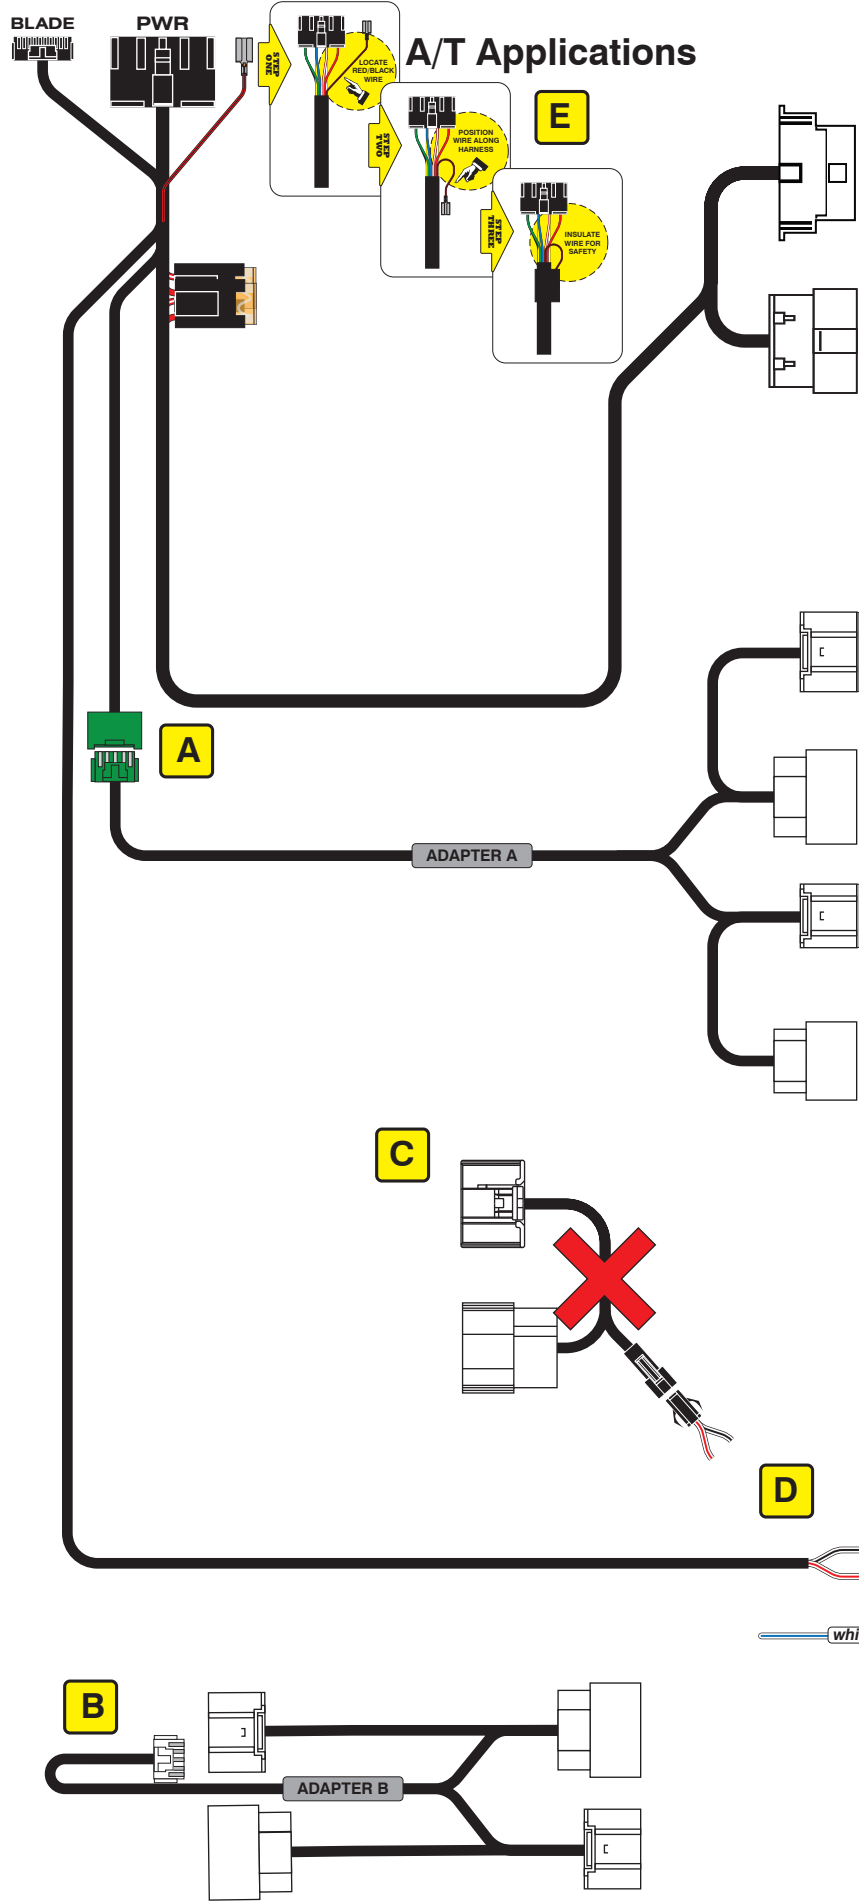 BLADE
PWR
A/T Applications
STEP
ONE
LOCATE
RED/BLACK
WIRE
E
STEP
TWO
POSITION
WIRE ALONG
HARNESS
STEP
THREE
INSULATE
WIRE FOR
SAFETY
A
ADAPTER A
C
D
whi
B
ADAPTER B